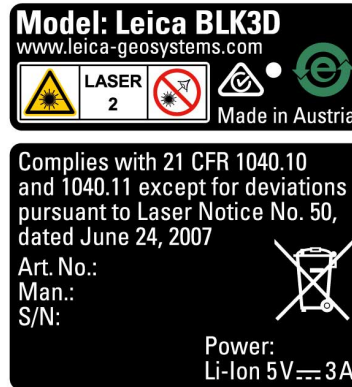 Model: Leica BLK3D
www.leica-geosystems.com
LASER
2
Made in Austria
Complies with 21 CFR 1040.10
and 1040.11 except for deviations
pursuant to Laser Notice No. 50,
dated June 24, 2007
Art. No.:
Man.:
S/N:
Power:
Li-Ion 5V⎓3A